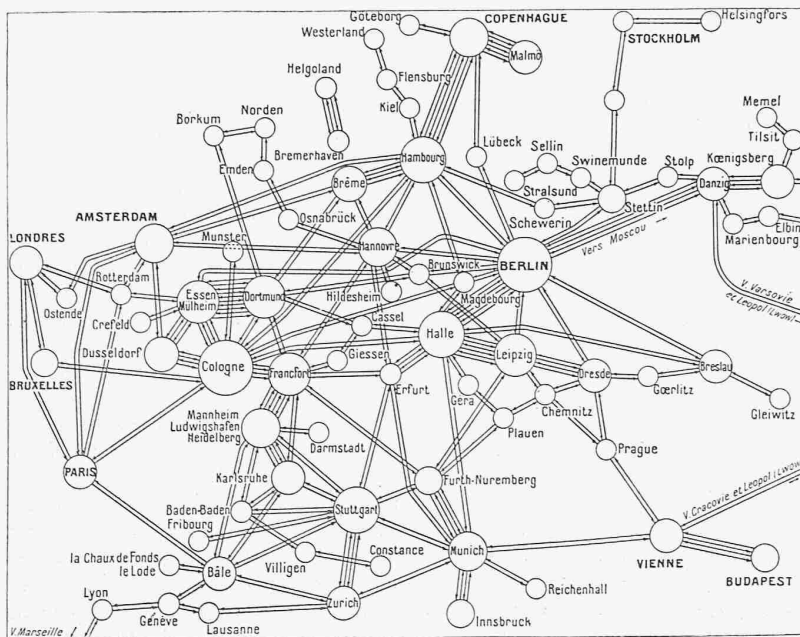 Göteborg
COPENHAGUE
Westerland
Malmö
Helsingfors
STOCKHOLM
Helgoland
Flensburg
Kiel
Memel
Tilsit
Borkum
Norden
Bremerhaven
Hambourg
Lübeck
Sellin
Swinemunde
Stolp
Kœnigsberg
Emden
Brême
Danzig
Stralsund
Stettin
Schewerin
Elbin
Marienbourg
AMSTERDAM
Osnabrück
Munster
Hannovre
BERLIN
Vers Moscou
LONDRES
Rotterdam
Brunswick
V. Varsovie
et Leopol (Lwow)
Ostende
Essen
Mülheim
Dortmund
Hildesheim
Magdebourg
Crefeld
Cassel
Halle
Dusseldorf
Cologne
Giessen
Leipzig
BRUXELLES
Francfort
Erfurt
Dresde
Gœrlitz
Breslau
Gera
Chemnitz
Gleiwitz
Mannheim
Ludwigshafen
Heidelberg
Darmstadt
Plauen
Prague
PARIS
Karlsruhe
Furth-Nuremberg
V. Cracovie et Leopol (Lwow)
Baden-Baden
Fribourg
Stuttgart
la Chaux de Fonds
le Lode
Villigen
Constance
Munich
VIENNE
BUDAPEST
Bâle
Reichenhall
Lyon
Zurich
Innsbruck
Génève
Lausanne
V. Marseille